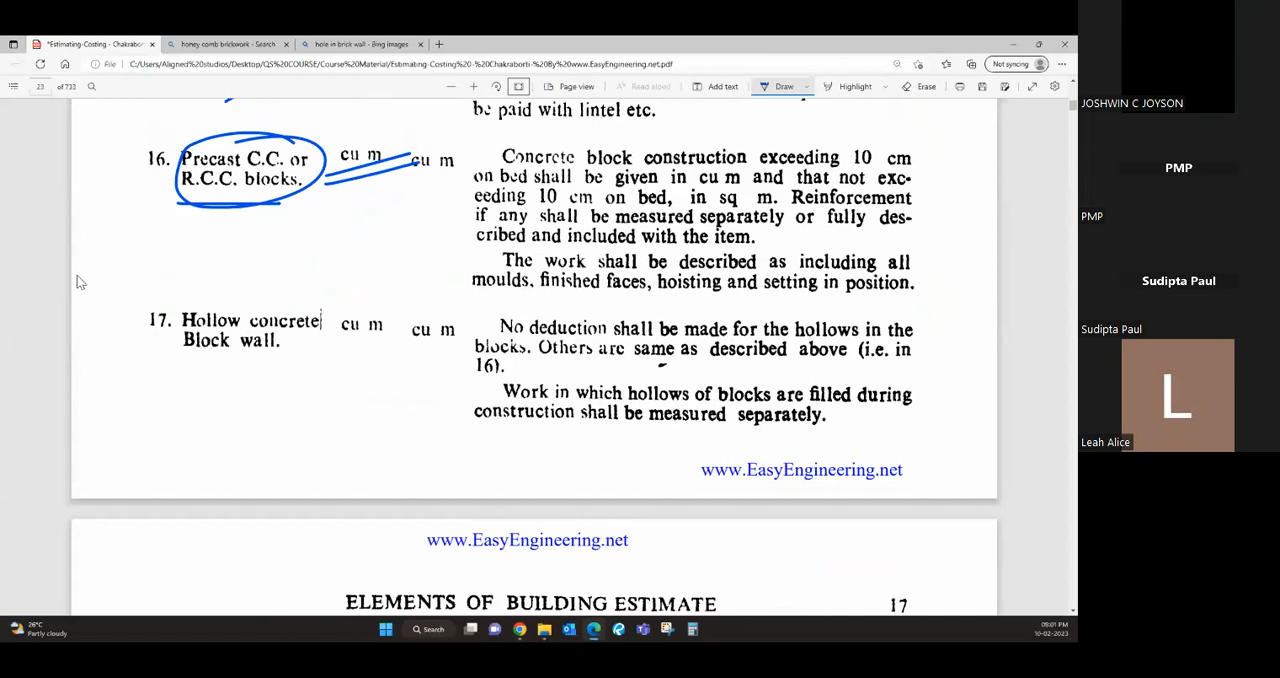 *Estimating-Costing - Chakrabor
honey comb brickwork - Search
hole in brick wall - Bing images
File
C:/Users/Aligned%20studios/Desktop/QS%20COURSE/Course%20Material/Estimating-Costing%20-%20Chakraborti-%20By%20www.EasyEngineering.net.pdf
Not syncing
23 of 733
Page view
Read aloud
Add text
Draw
Highlight
Erase
be paid with lintel etc.
16. Precast C.C. or cu m cu m Concrete block construction exceeding 10 cm
R.C.C. blocks. on bed shall be given in cu m and that not exc-
eeding 10 cm on bed, in sq m. Reinforcement
if any shall be measured separately or fully des-
cribed and included with the item.
The work shall be described as including all
moulds, finished faces, hoisting and setting in position.
17. Hollow concrete cu m cu m No deduction shall be made for the hollows in the
Block wall. blocks. Others are same as described above (i.e. in
16).
Work in which hollows of blocks are filled during
construction shall be measured separately.
www.EasyEngineering.net
www.EasyEngineering.net
ELEMENTS OF BUILDING ESTIMATE 17
26°C
Partly cloudy
Search
09:01 PM
10-02-2023
JOSHWIN C JOYSON
PMP
PMP
Sudipta Paul
Sudipta Paul
L
Leah Alice